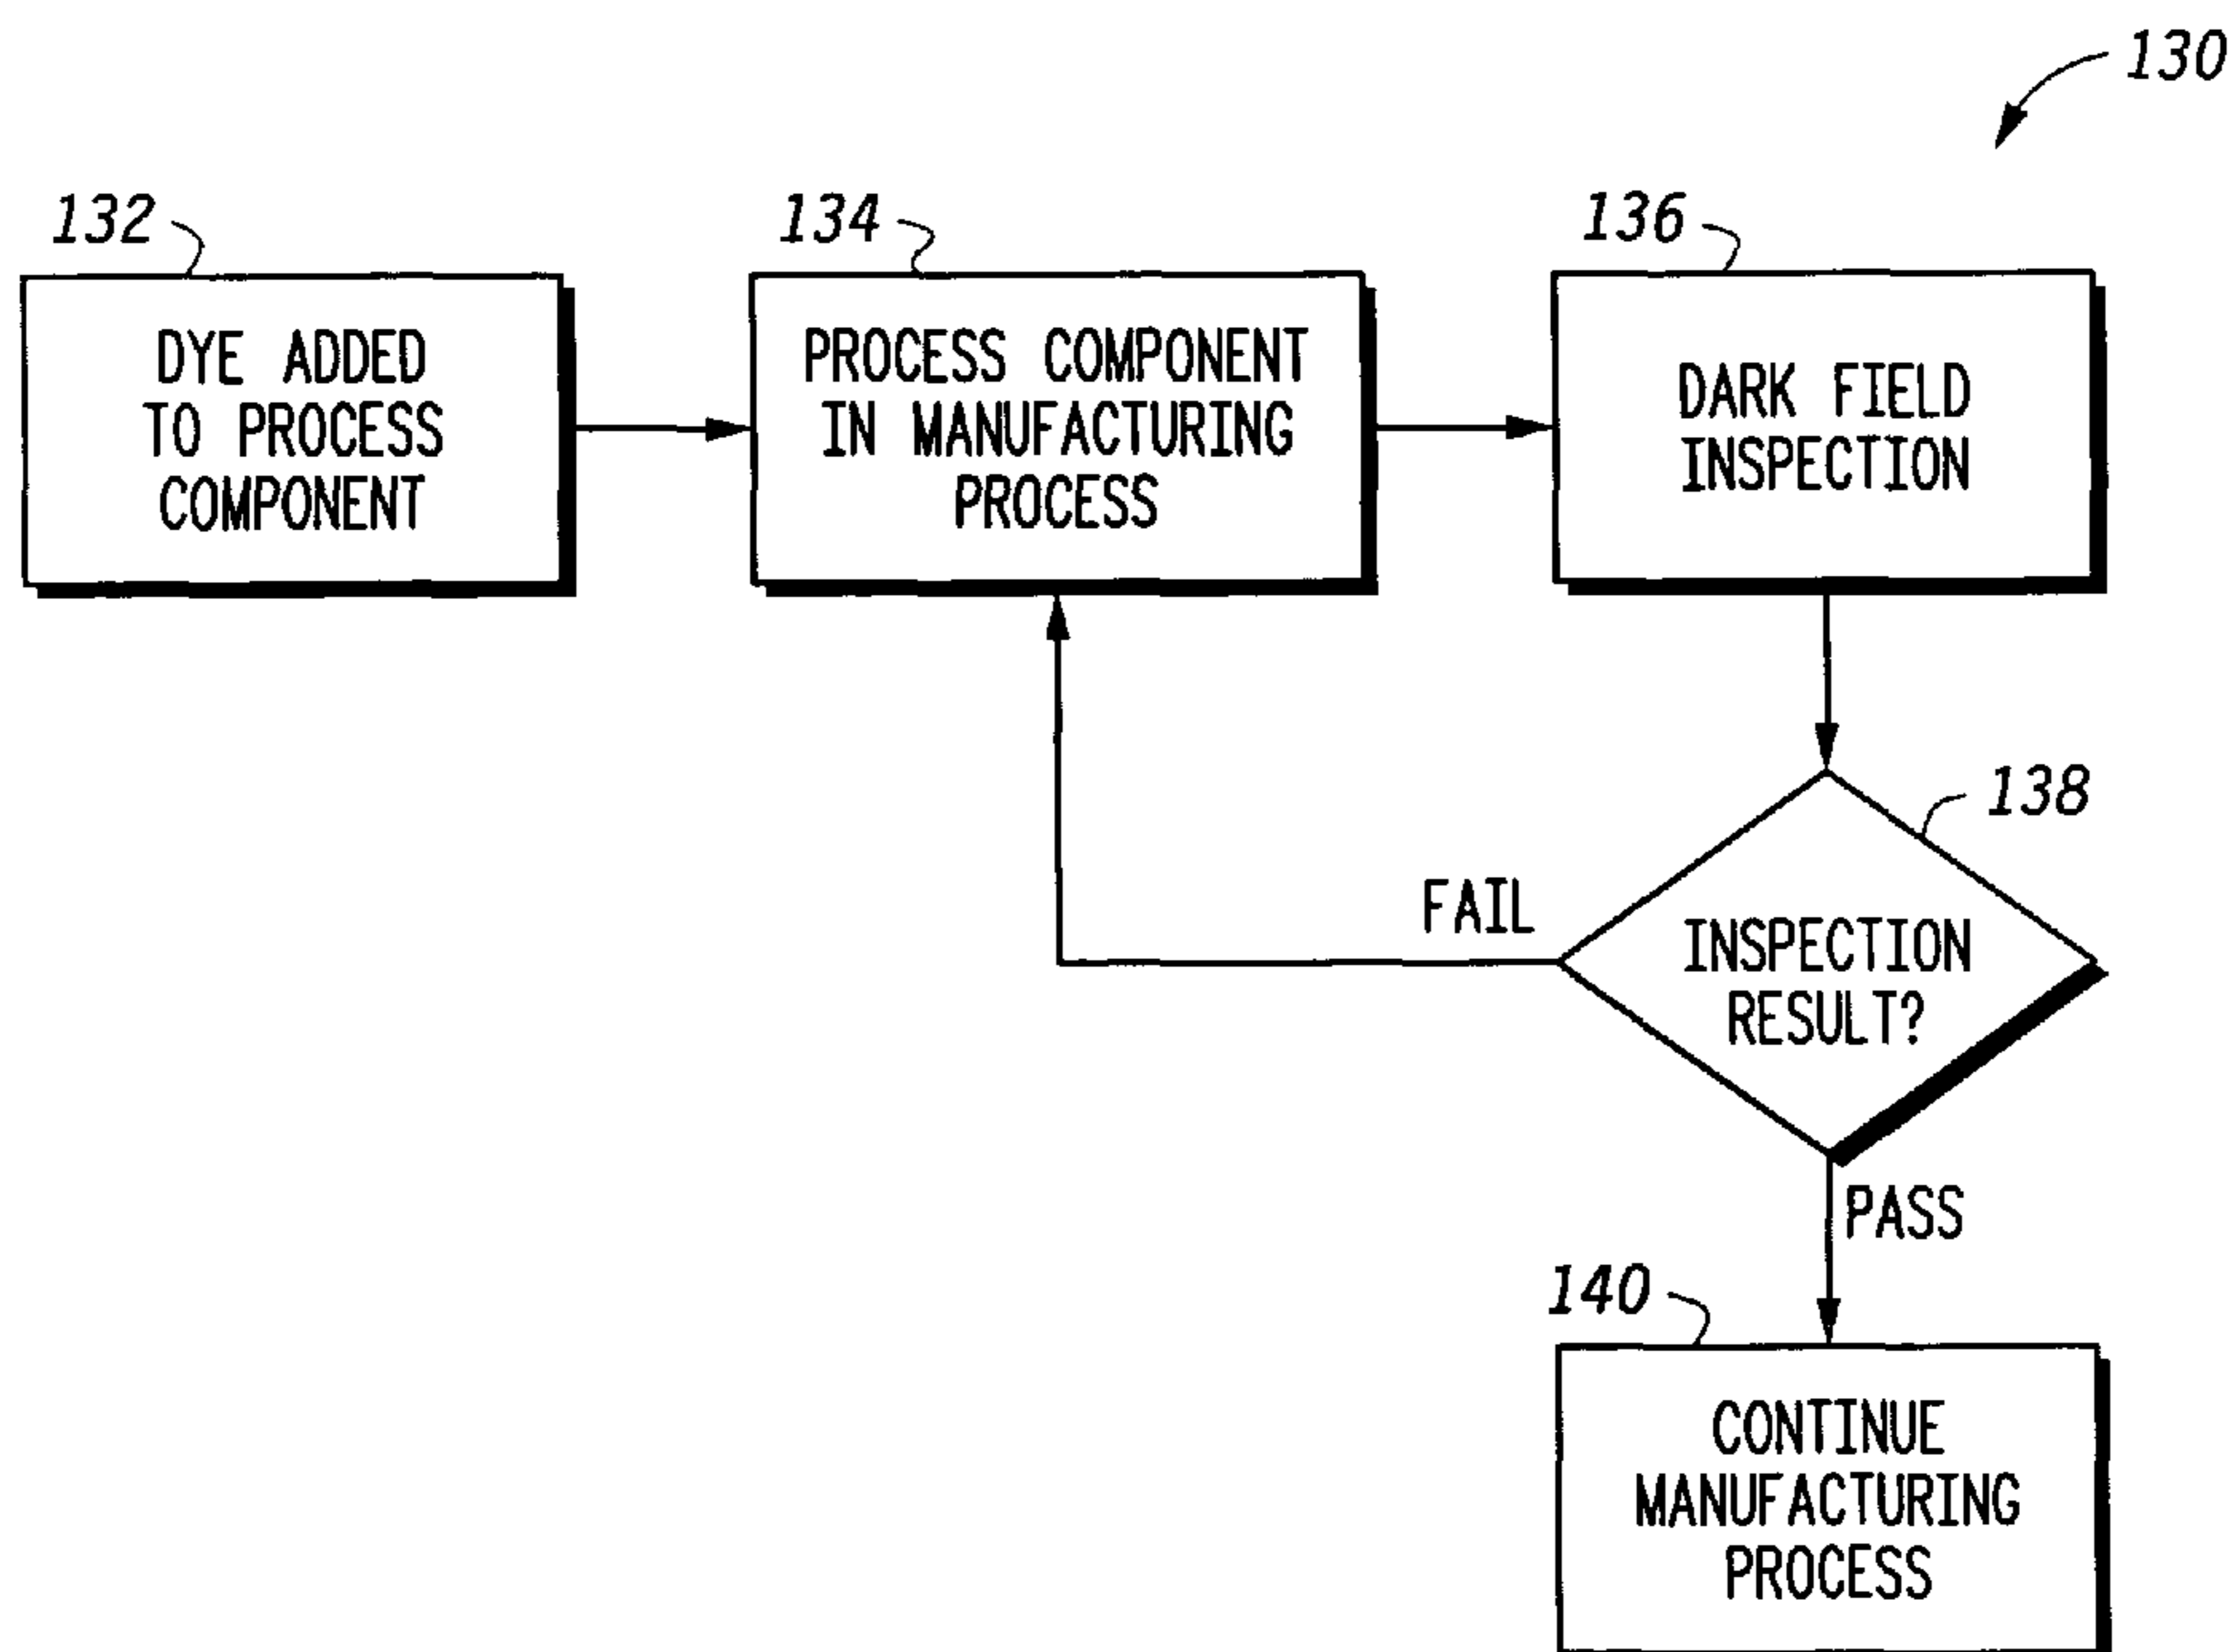 130
132
DYE ADDED
TO PROCESS
COMPONENT
134
PROCESS COMPONENT
IN MANUFACTURING
PROCESS
136
DARK FIELD
INSPECTION
138
INSPECTION
RESULT?
FAIL
PASS
140
CONTINUE
MANUFACTURING
PROCESS